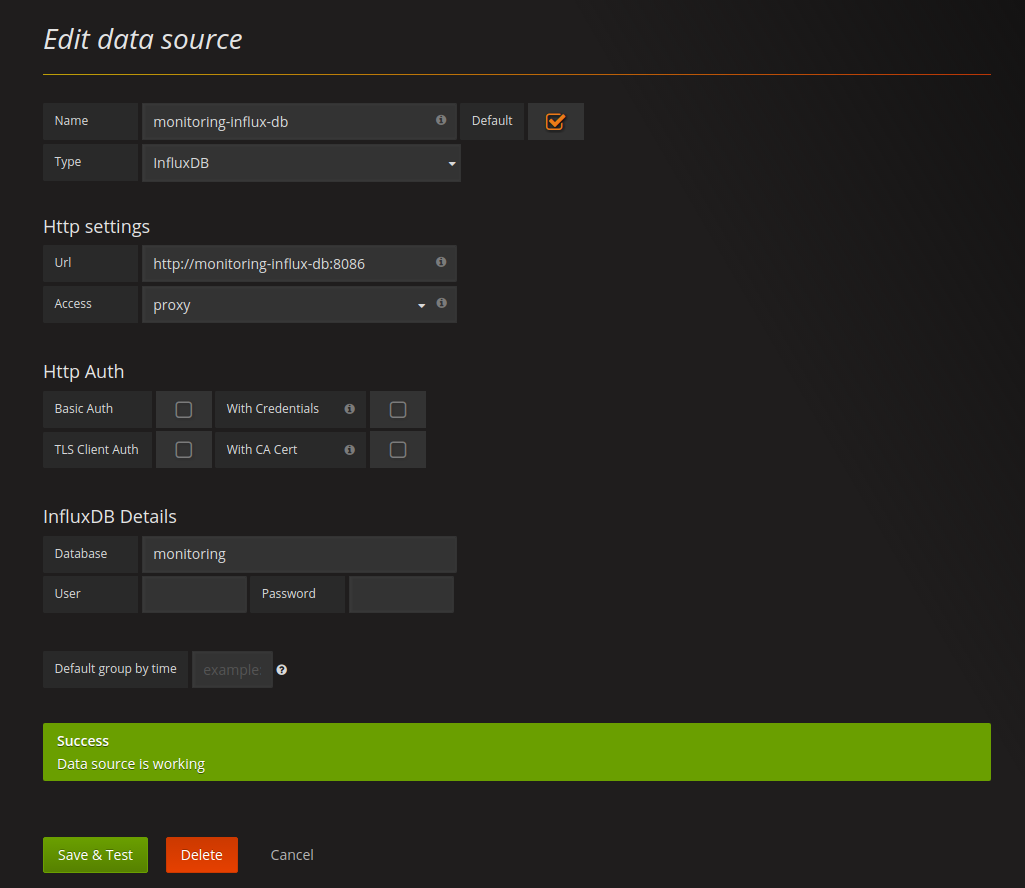 Edit data source
Name monitoring-influx-db Default
Type InfluxDB
Http settings
Url http://monitoring-influx-db:8086
Access proxy
Http Auth
Basic Auth With Credentials
TLS Client Auth With CA Cert
InfluxDB Details
Database monitoring
User Password
Default group by time example:
Success
Data source is working
Save & Test Delete Cancel